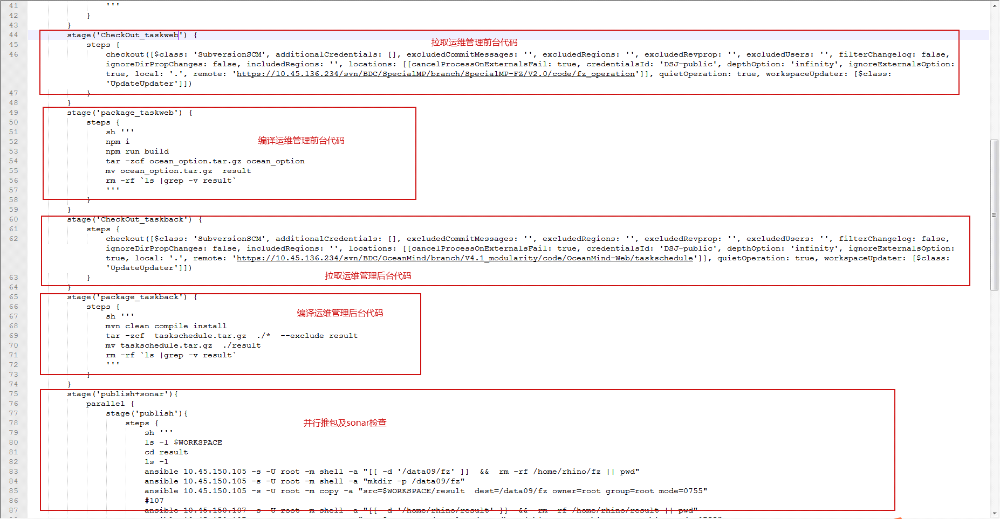 41 '''
42 }
43 }
44 stage('CheckOut_taskweb') {
45 steps {
拉取运维管理前台代码
46 checkout([$class: 'SubversionSCM', additionalCredentials: [], excludedCommitMessages: '', excludedRegions: '', excludedRevprop: '', excludedUsers: '', filterChangelog: false,
ignoreDirPropChanges: false, includedRegions: '', locations: [[cancelProcessOnExternalsFail: true, credentialsId: 'DSJ-public', depthOption: 'infinity', ignoreExternalsOption:
true, local: '.', remote: 'https://10.45.136.234/svn/BDC/SpecialMP/branch/SpecialMP-FZ/V2.0/code/fz_operation']], quietOperation: true, workspaceUpdater: [$class:
'UpdateUpdater']])
47 }
48 }
49 stage('package_taskweb') {
50 steps {
51 sh '''
52 npm i
编译运维管理前台代码
53 npm run build
54 tar -zcf ocean_option.tar.gz ocean_option
55 mv ocean_option.tar.gz  result
56 rm -rf `ls |grep -v result`
57 '''
58 }
59 }
60 stage('CheckOut_taskback') {
61 steps {
62 checkout([$class: 'SubversionSCM', additionalCredentials: [], excludedCommitMessages: '', excludedRegions: '', excludedRevprop: '', excludedUsers: '', filterChangelog: false,
ignoreDirPropChanges: false, includedRegions: '', locations: [[cancelProcessOnExternalsFail: true, credentialsId: 'DSJ-public', depthOption: 'infinity', ignoreExternalsOption:
true, local: '.', remote: 'https://10.45.136.234/svn/BDC/OceanMind/branch/V4.1_modularity/code/OceanMind-Web/taskschedule']], quietOperation: true, workspaceUpdater: [$class:
'UpdateUpdater']])
63 }
拉取运维管理后台代码
64 }
65 stage('package_taskback') {
66 steps {
67 sh '''
编译运维管理后台代码
68 mvn clean compile install
69 tar -zcf  taskschedule.tar.gz  ./*  --exclude result
70 mv taskschedule.tar.gz  ./result
71 rm -rf `ls |grep -v result`
72 '''
73 }
74 }
75 stage('publish+sonar'){
76 parallel {
77 stage('publish'){
78 steps {
并行推包及sonar检查
79 sh '''
80 ls -l $WORKSPACE
81 cd result
82 ls -l
83 ansible 10.45.150.105 -s -U root -m shell -a "[[ -d '/data09/fz' ]]  &&  rm -rf /home/rhino/fz || pwd"
84 ansible 10.45.150.105 -s -U root -m shell -a "mkdir -p /data09/fz"
85 ansible 10.45.150.105 -s -U root -m copy -a "src=$WORKSPACE/result  dest=/data09/fz owner=root group=root mode=0755"
86 #107
87 ansible 10.45.150.107 -s -U root -m shell -a "[[ -d '/home/rhino/result' ]]  &&  rm -rf /home/rhino/result || pwd"